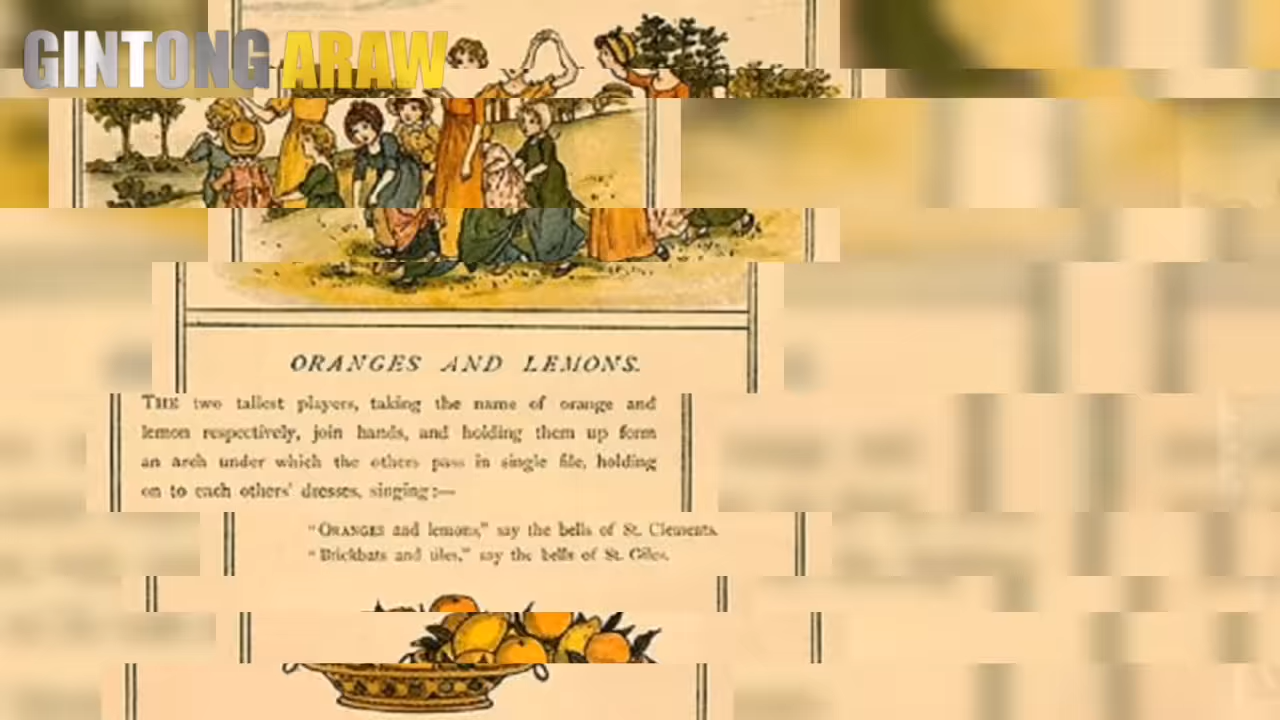 GINTONG ARAW
ORANGES AND LEMONS.
THE two tallest players, taking the name of orange and
lemon respectively, join hands, and holding them up form
an arch under which the others pass in single file, holding
on to each others' dresses, singing:—
"ORANGES and lemons," say the bells of St. Clements.
"Brickbats and tiles," say the bells of St. Giles.